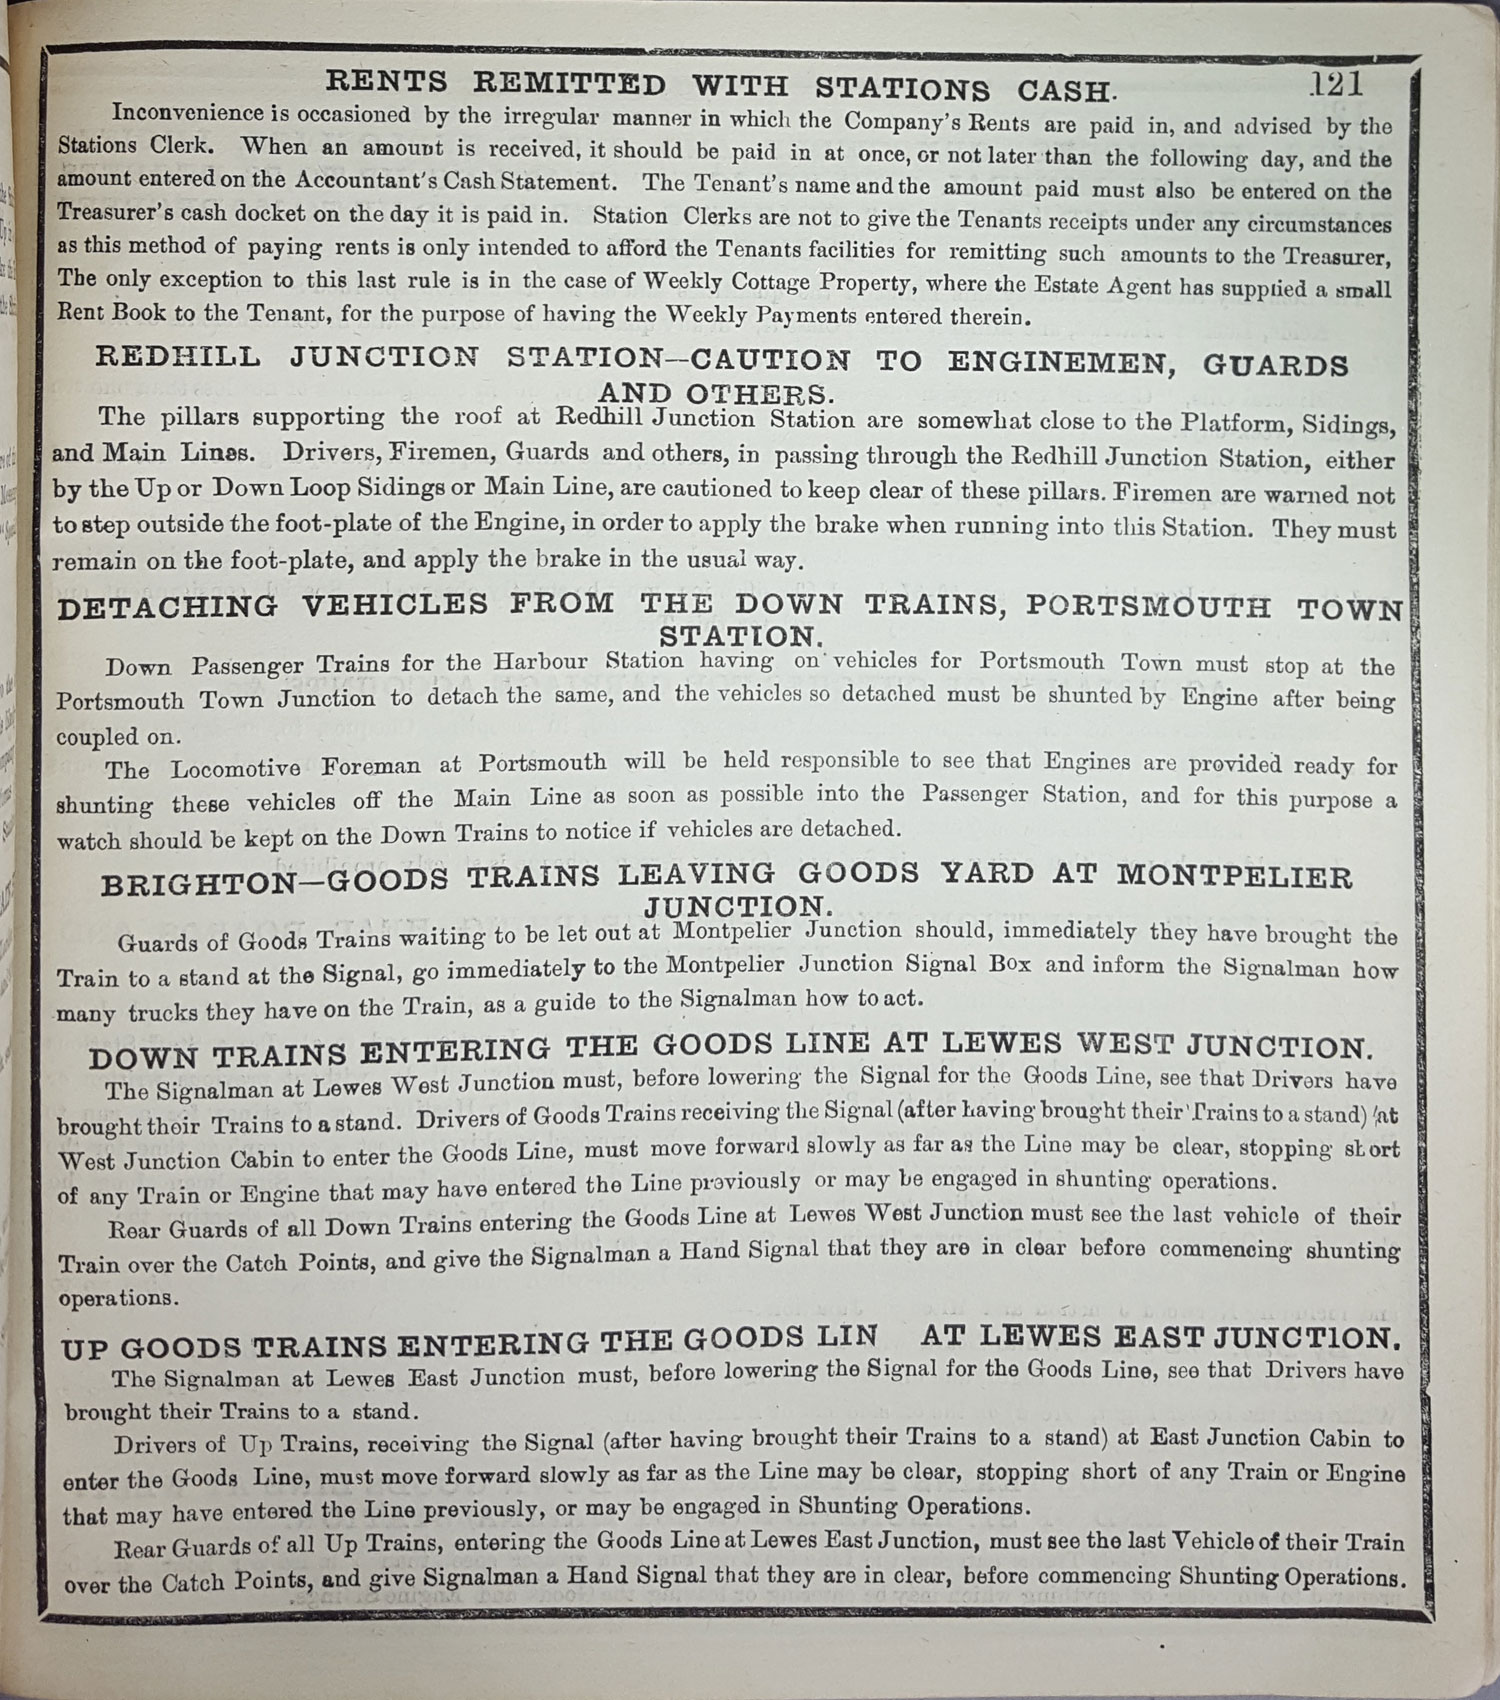 RENTS REMITTED WITH STATIONS CASH. 121
Inconvenience is occasioned by the irregular manner in which the Company's Rents are paid in, and advised by the
Stations Clerk. When an amount is received, it should be paid in at once, or not later than the following day, and the
amount entered on the Accountant's Cash Statement. The Tenant's name and the amount paid must also be entered on the
Treasurer's cash docket on the day it is paid in. Station Clerks are not to give the Tenants receipts under any circumstances
as this method of paying rents is only intended to afford the Tenants facilities for remitting such amounts to the Treasurer,
The only exception to this last rule is in the case of Weekly Cottage Property, where the Estate Agent has supplied a small
Rent Book to the Tenant, for the purpose of having the Weekly Payments entered therein.
REDHILL JUNCTION STATION—CAUTION TO ENGINEMEN, GUARDS
AND OTHERS.
The pillars supporting the roof at Redhill Junction Station are somewhat close to the Platform, Sidings,
and Main Lines. Drivers, Firemen, Guards and others, in passing through the Redhill Junction Station, either
by the Up or Down Loop Sidings or Main Line, are cautioned to keep clear of these pillars. Firemen are warned not
to step outside the foot-plate of the Engine, in order to apply the brake when running into this Station. They must
remain on the foot-plate, and apply the brake in the usual way.
DETACHING VEHICLES FROM THE DOWN TRAINS, PORTSMOUTH TOWN
STATION.
Down Passenger Trains for the Harbour Station having on vehicles for Portsmouth Town must stop at the
Portsmouth Town Junction to detach the same, and the vehicles so detached must be shunted by Engine after being
coupled on.
The Locomotive Foreman at Portsmouth will be held responsible to see that Engines are provided ready for
shunting these vehicles off the Main Line as soon as possible into the Passenger Station, and for this purpose a
watch should be kept on the Down Trains to notice if vehicles are detached.
BRIGHTON—GOODS TRAINS LEAVING GOODS YARD AT MONTPELIER
JUNCTION.
Guards of Goods Trains waiting to be let out at Montpelier Junction should, immediately they have brought the
Train to a stand at the Signal, go immediately to the Montpelier Junction Signal Box and inform the Signalman how
many trucks they have on the Train, as a guide to the Signalman how to act.
DOWN TRAINS ENTERING THE GOODS LINE AT LEWES WEST JUNCTION.
The Signalman at Lewes West Junction must, before lowering the Signal for the Goods Line, see that Drivers have
brought their Trains to a stand. Drivers of Goods Trains receiving the Signal (after having brought their Trains to a stand) at
West Junction Cabin to enter the Goods Line, must move forward slowly as far as the Line may be clear, stopping short
of any Train or Engine that may have entered the Line previously or may be engaged in shunting operations.
Rear Guards of all Down Trains entering the Goods Line at Lewes West Junction must see the last vehicle of their
Train over the Catch Points, and give the Signalman a Hand Signal that they are in clear before commencing shunting
operations.
UP GOODS TRAINS ENTERING THE GOODS LIN AT LEWES EAST JUNCTION.
The Signalman at Lewes East Junction must, before lowering the Signal for the Goods Line, see that Drivers have
brought their Trains to a stand.
Drivers of Up Trains, receiving the Signal (after having brought their Trains to a stand) at East Junction Cabin to
enter the Goods Line, must move forward slowly as far as the Line may be clear, stopping short of any Train or Engine
that may have entered the Line previously, or may be engaged in Shunting Operations.
Rear Guards of all Up Trains, entering the Goods Line at Lewes East Junction, must see the last Vehicle of their Train
over the Catch Points, and give Signalman a Hand Signal that they are in clear, before commencing Shunting Operations.